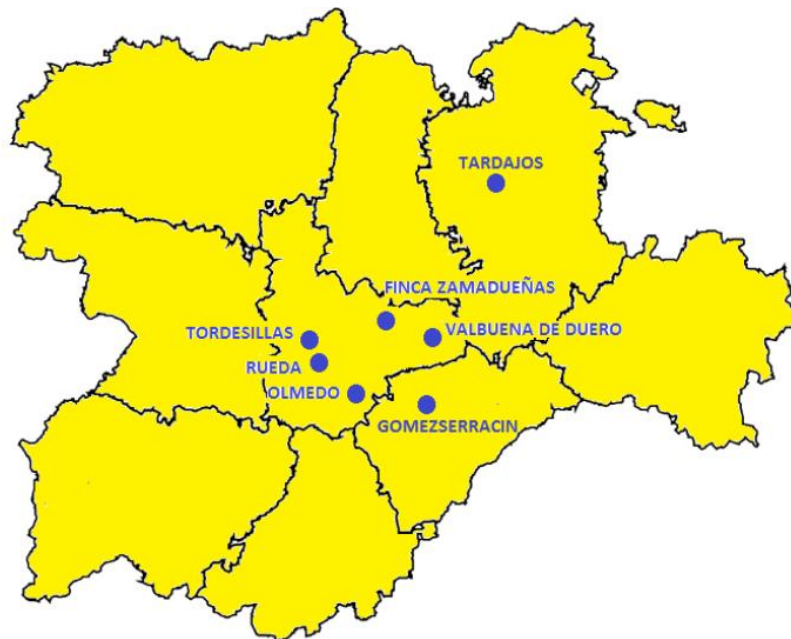 TARDAJOS
FINCA ZAMADUEÑAS
TORDESILLAS
VALBUENA DE DUERO
RUEDA
OLMEDO
GOMEZSERRACIN